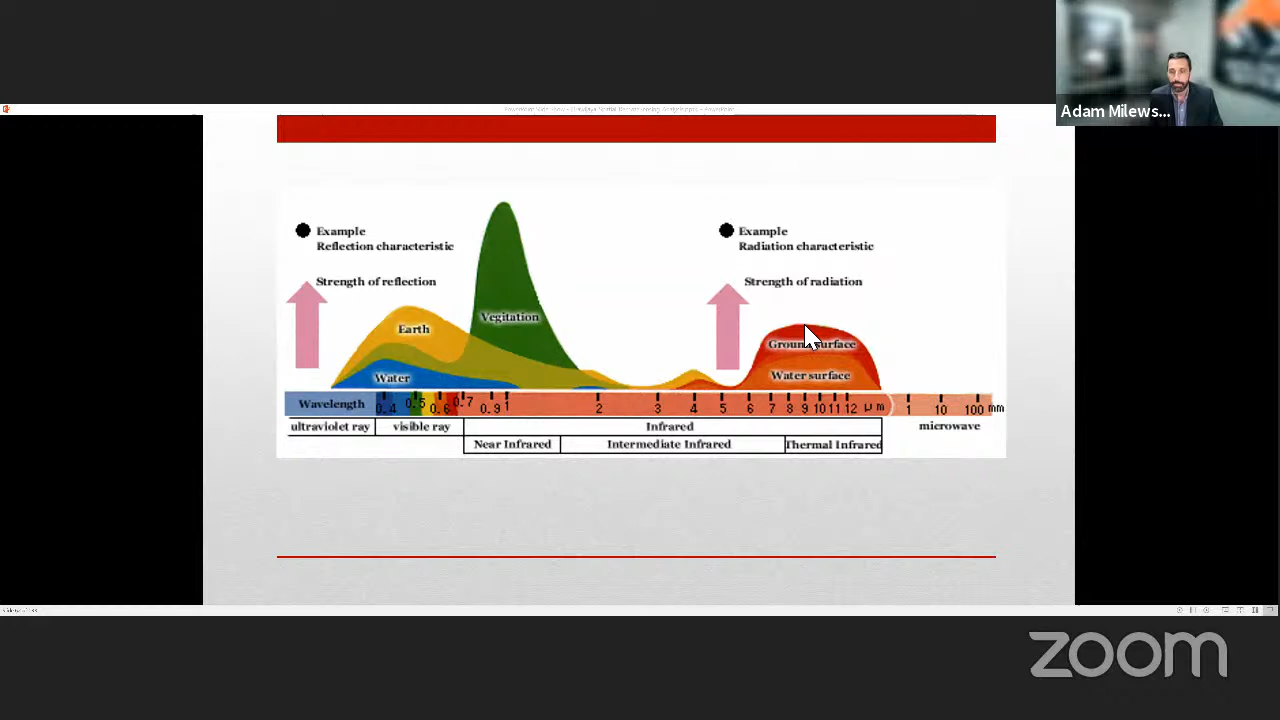 Adam Milews...
Example
Reflection characteristic
Strength of reflection
Example
Radiation characteristic
Strength of radiation
Vegitation
Earth
Water
Ground surface
Water surface
Wavelength 0.4 0.5 0.6 0.7 0.9 1 2 3 4 5 6 7 8 9 10 11 12 μm 1 10 100 mm
ultraviolet ray visible ray Infrared microwave
Near Infrared Intermediate Infrared Thermal Infrared
zoom